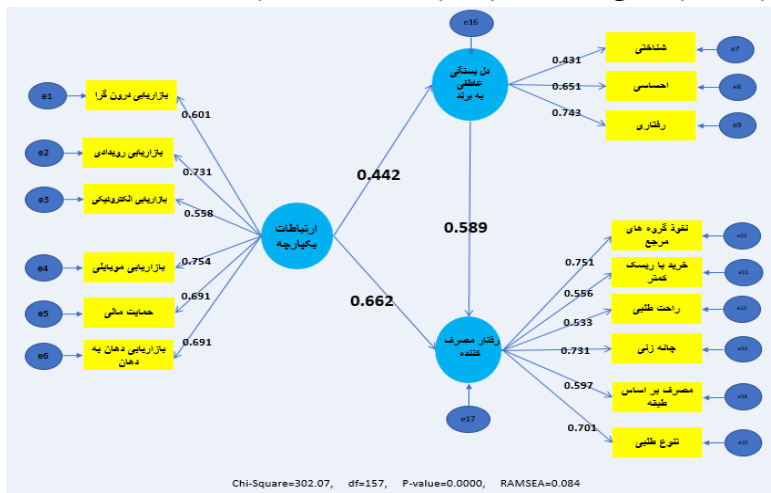 e16
دل بستگی
عاطفی
به برند
شناختی
e7
0.431
احساسی
e8
0.651
رفتاری
e9
0.743
e1
بازاریابی درون گرا
0.601
e2
بازاریابی رویدادی
0.731
e3
بازاریابی الکترونیکی
0.558
ارتباطات
یکپارچه
0.442
0.589
0.662
e4
بازاریابی موبایلی
0.754
e5
حمایت مالی
0.691
e6
بازاریابی دهان به
دهان
0.691
رفتار مصرف
کننده
e17
نفوذ گروه های
مرجع
e10
0.751
خرید با ریسک
کمتر
e11
0.556
راحت طلبی
e12
0.533
چانه زنی
e13
0.731
مصرف بر اساس
طبقه
e14
0.597
تنوع طلبی
e15
0.701
Chi-Square=302.07, df=157, P-value=0.0000, RAMSEA=0.084